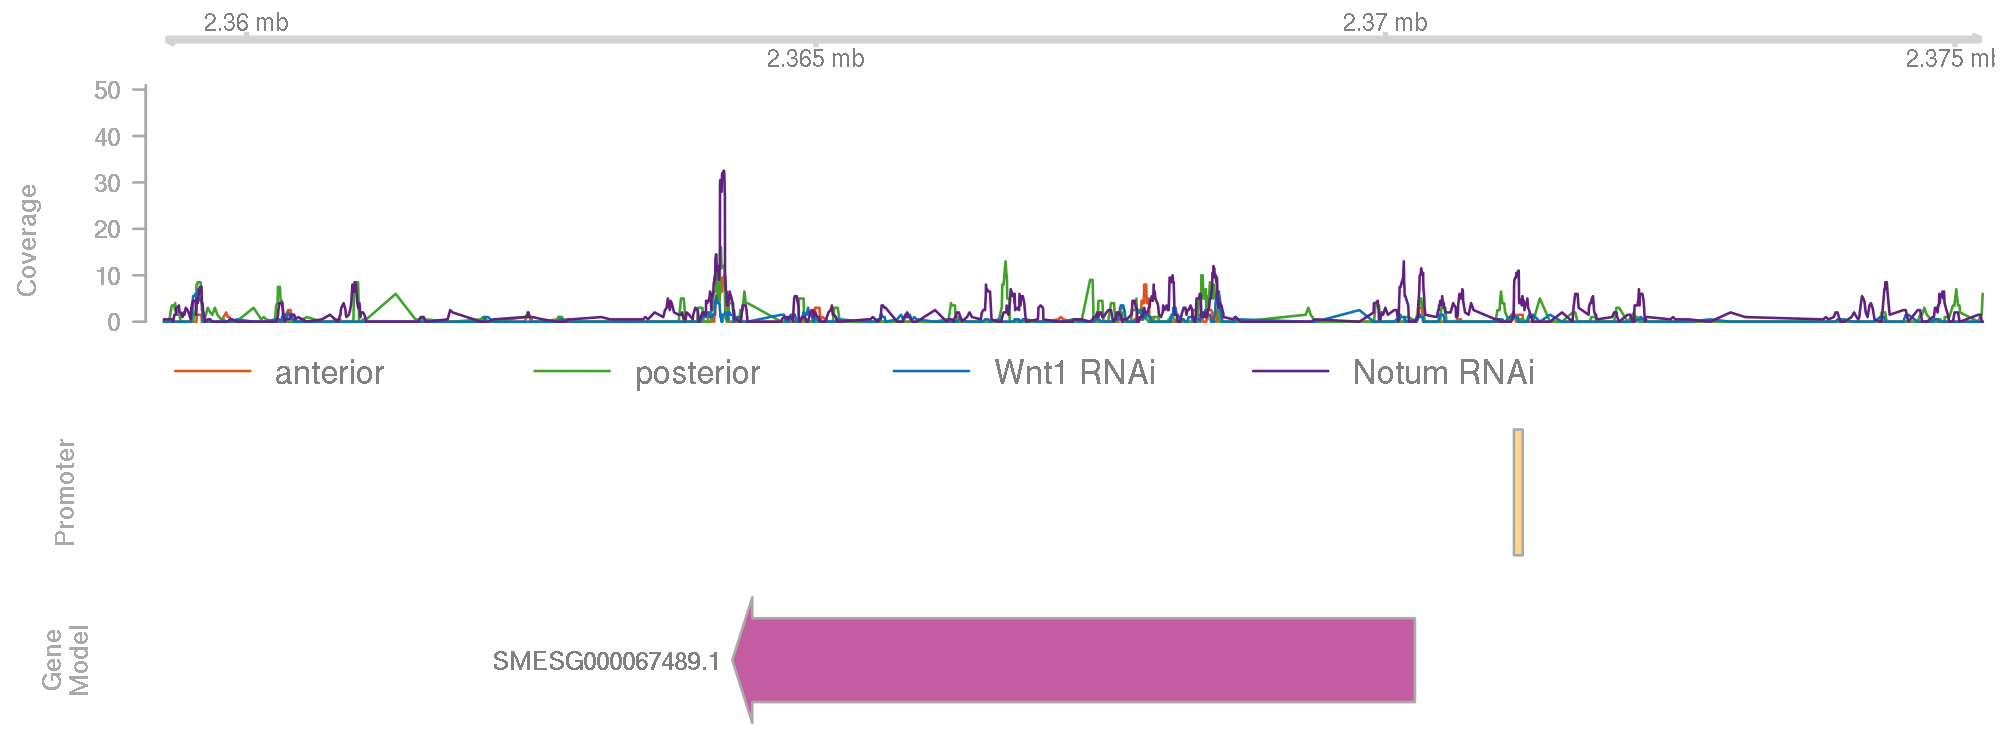 2.36 mb
2.37 mb
2.365 mb
2.375 mb
50
40
30
20
10
0
Coverage
anterior posterior Wnt1 RNAi Notum RNAi
Promoter
Gene
Model
SMESG000067489.1